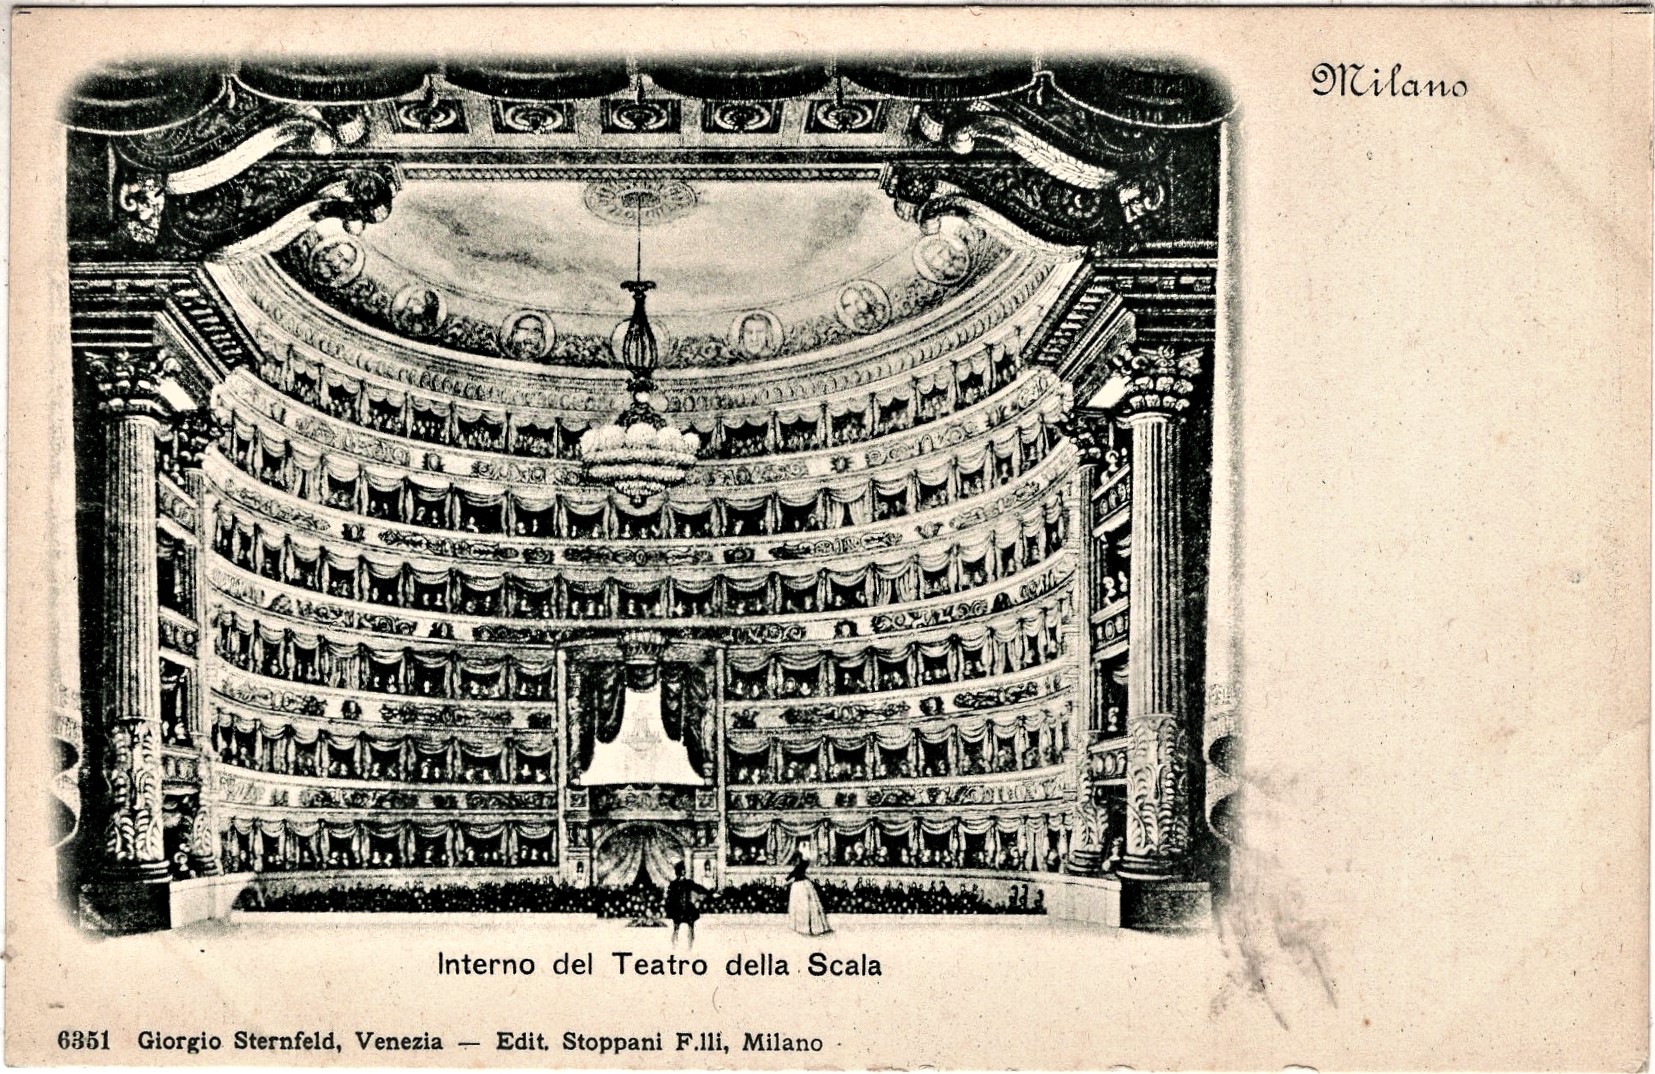 Milano
Interno del Teatro della Scala
6351 Giorgio Sternfeld, Venezia — Edit. Stoppani F.lli, Milano